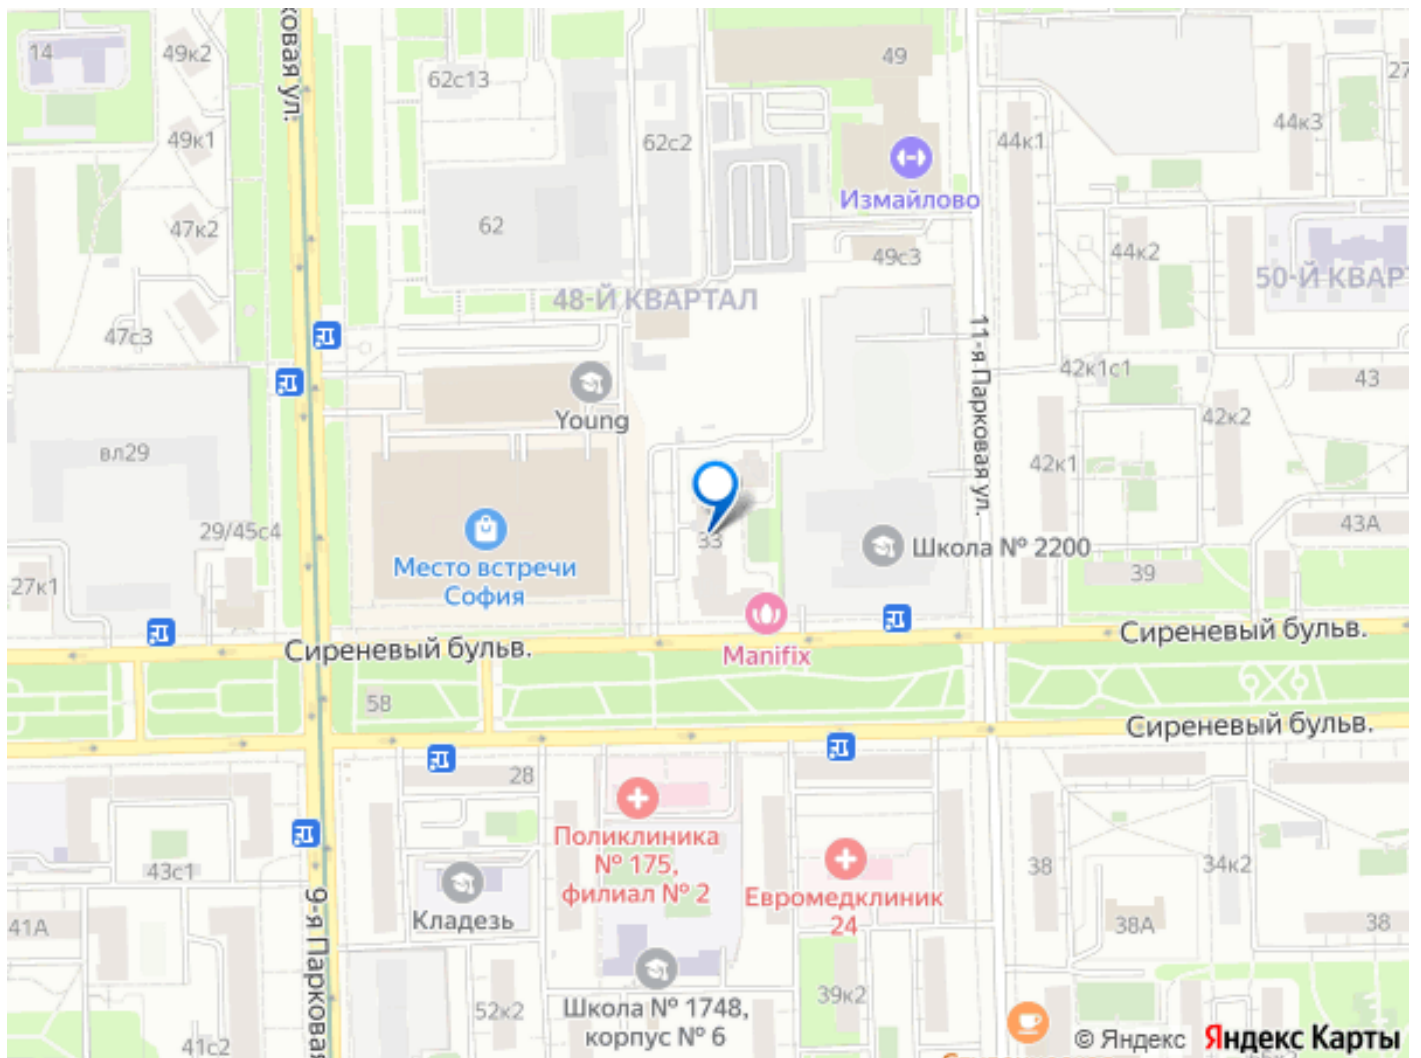 14
49к2
ковая ул.
62с13
49
27
49к1
62с2
44к1
44к3
Измайлово
47к2
62
49с3
44к2
48-Й КВАРТАЛ
50-Й КВАРТ
47с3
11-я Парковая ул.
42к1с1
43
Young
42к2
вл29
42к1
29/45с4
33
43А
Школа № 2200
Место встречи
София
39
27к1
Сиреневый бульв.
Manifix
Сиреневый бульв.
58
Сиреневый бульв.
28
Поликлиника
№ 175,
филиал № 2
43с1
38
34к2
Евромедклиник
24
9-я Парковая
Кладезь
41А
38А
38
39к2
52к2
Школа № 1748,
корпус № 6
41с2
© Яндекс Яндекс Карты